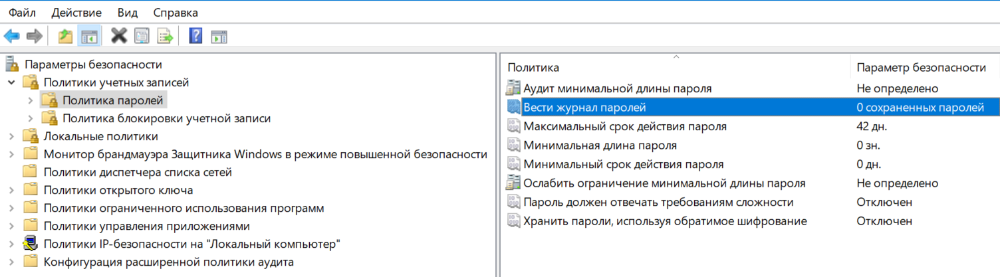 Файл Действие Вид Справка
Параметры безопасности
Политики учетных записей
Политика паролей
Политика блокировки учетной записи
Локальные политики
Монитор брандмауэра Защитника Windows в режиме повышенной безопасности
Политики диспетчера списка сетей
Политики открытого ключа
Политики ограниченного использования программ
Политики управления приложениями
Политики IP-безопасности на "Локальный компьютер"
Конфигурация расширенной политики аудита
Политика Параметр безопасности
Аудит минимальной длины пароля Не определено
Вести журнал паролей 0 сохраненных паролей
Максимальный срок действия пароля 42 дн.
Минимальная длина пароля 0 зн.
Минимальный срок действия пароля 0 дн.
Ослабить ограничение минимальной длины пароля Не определено
Пароль должен отвечать требованиям сложности Отключен
Хранить пароли, используя обратимое шифрование Отключен